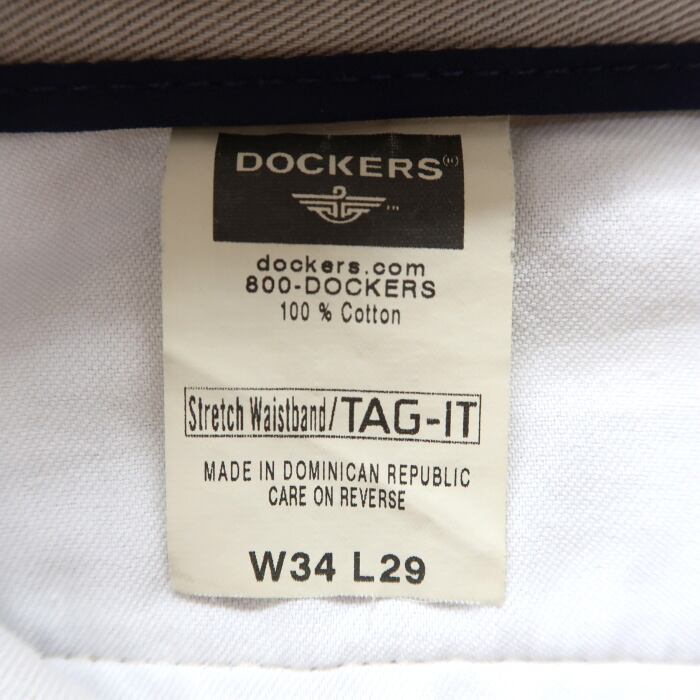 DOCKERS(R)
TM
dockers.com
800-DOCKERS
100 % Cotton
Stretch Waistband/TAG-IT
MADE IN DOMINICAN REPUBLIC
CARE ON REVERSE
W34 L29